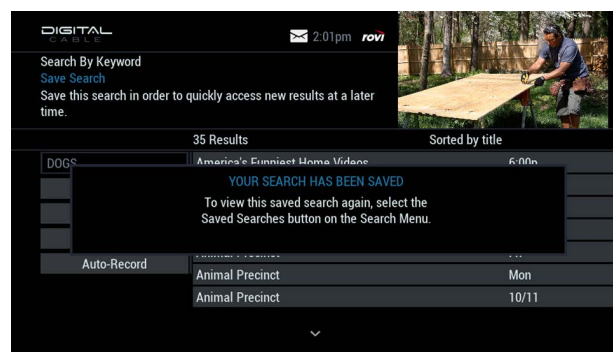 DIGITAL
CABLE
2:01pm rovi
Search By Keyword
Save Search
Save this search in order to quickly access new results at a later
time.
35 Results Sorted by title
DOGS America's Funniest Home Videos 6:00p
YOUR SEARCH HAS BEEN SAVED
To view this saved search again, select the
Saved Searches button on the Search Menu.
Auto-Record
Animal Precinct Mon
Animal Precinct 10/11